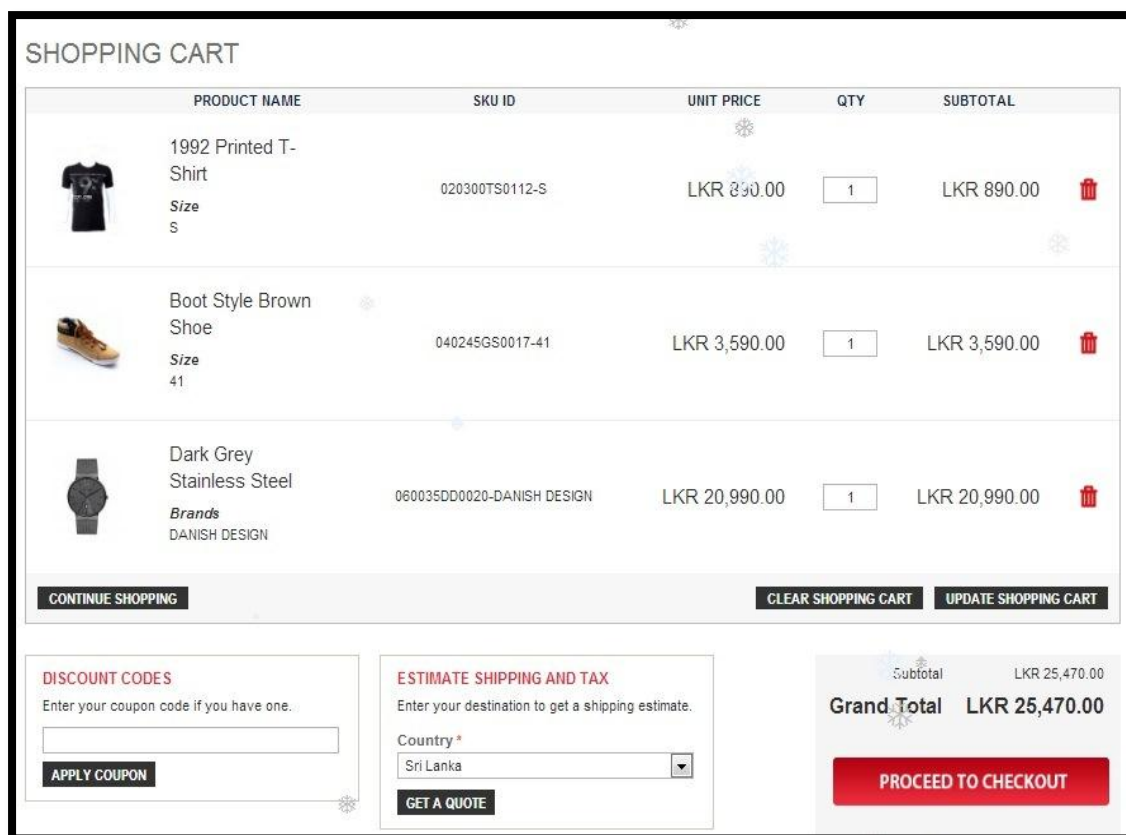 SHOPPING CART
PRODUCT NAME SKU ID UNIT PRICE QTY SUBTOTAL
1992 Printed T-
Shirt
Size
S
020300TS0112-S LKR 890.00 1 LKR 890.00
Boot Style Brown
Shoe
Size
41
040245GS0017-41 LKR 3,590.00 1 LKR 3,590.00
Dark Grey
Stainless Steel
Brands
DANISH DESIGN
060035DD0020-DANISH DESIGN LKR 20,990.00 1 LKR 20,990.00
CONTINUE SHOPPING CLEAR SHOPPING CART UPDATE SHOPPING CART
DISCOUNT CODES
Enter your coupon code if you have one.
APPLY COUPON
ESTIMATE SHIPPING AND TAX
Enter your destination to get a shipping estimate.
Country *
Sri Lanka
GET A QUOTE
Subtotal LKR 25,470.00
Grand Total LKR 25,470.00
PROCEED TO CHECKOUT